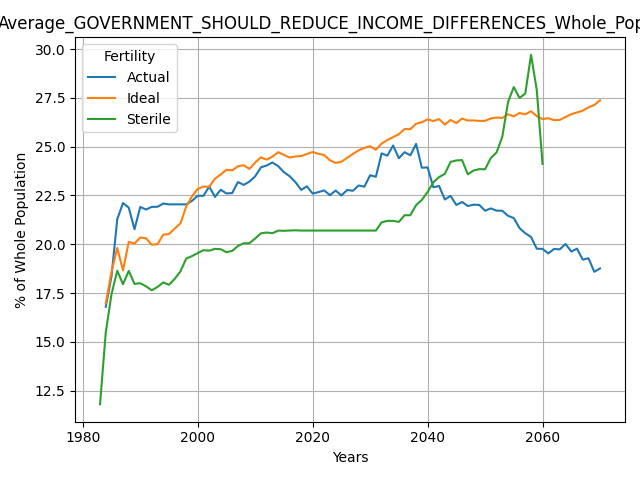 Average_GOVERNMENT_SHOULD_REDUCE_INCOME_DIFFERENCES_Whole_Pop
30.0
27.5
25.0
22.5
20.0
17.5
15.0
12.5
% of Whole Population
Fertility
Actual
Ideal
Sterile
1980
2000
2020
2040
2060
Years